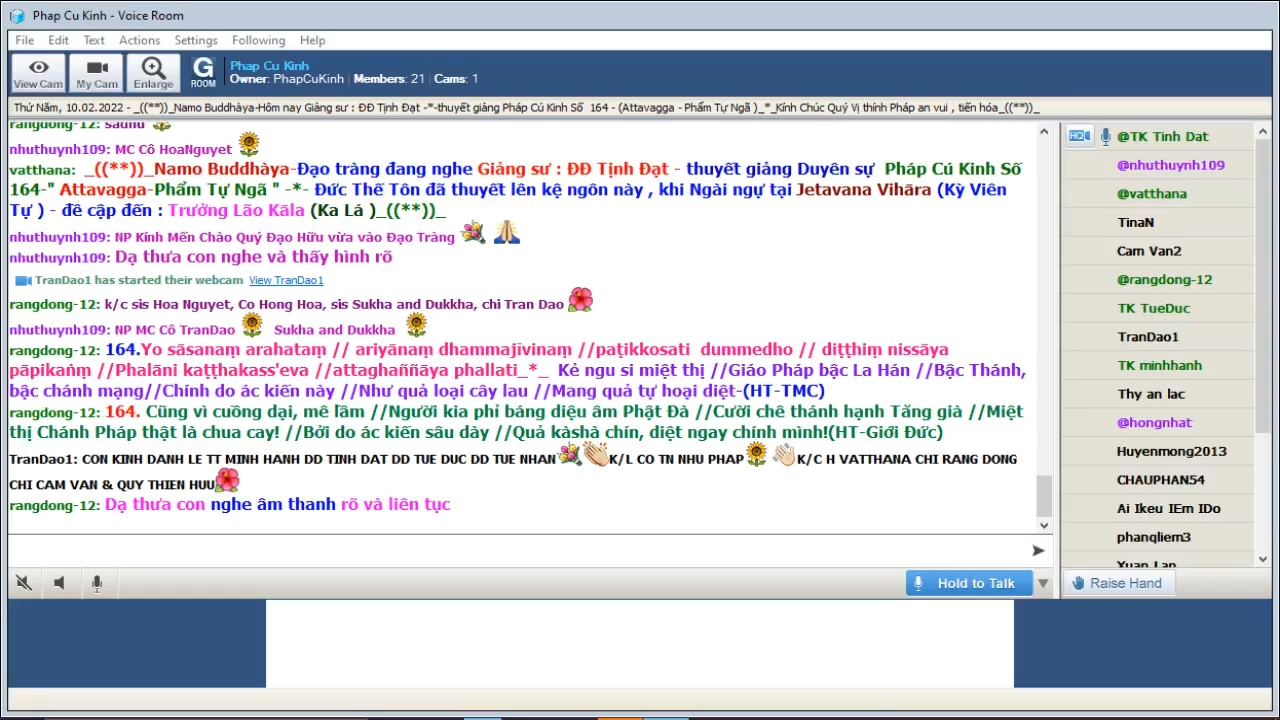 Phap Cu Kinh - Voice Room
File Edit Text Actions Settings Following Help
View Cam My Cam Enlarge G ROOM
Phap Cu Kinh
Owner: PhapCuKinh | Members: 21 | Cams: 1
Thứ Năm, 10.02.2022 - _((**))_Namo Buddhàya-Hôm nay Giảng sư : ĐĐ Tịnh Đạt -*-thuyết giảng Pháp Cú Kinh Số 164 - (Attavagga - Phẩm Tự Ngã )_*_Kính Chúc Quý Vị thính Pháp an vui , tiến hóa_((**))_
rangdong-12: sadhu
nhuthuynh109: MC Cô HoaNguyet
vatthana: _((**))_Namo Buddhàya-Đạo tràng đang nghe Giảng sư : ĐĐ Tịnh Đạt - thuyết giảng Duyên sự Pháp Cú Kinh Số
164-" Attavagga-Phẩm Tự Ngã " -*- Đức Thế Tôn đã thuyết lên kệ ngôn này , khi Ngài ngự tại Jetavana Vihāra (Kỳ Viên
Tự ) - đề cập đến : Trưởng Lão Kāla (Ka Lá )_((**))_
nhuthuynh109: NP Kính Mến Chào Quý Đạo Hữu vừa vào Đạo Tràng
nhuthuynh109: Dạ thưa con nghe và thấy hình rõ
TranDao1 has started their webcam View TranDao1
rangdong-12: k/c sis Hoa Nguyet, Co Hong Hoa, sis Sukha and Dukkha, chi Tran Dao
nhuthuynh109: NP MC Cô TranDao Sukha and Dukkha
rangdong-12: 164.Yo sāsanaṃ arahataṃ // ariyānaṃ dhammajīvinaṃ //paṭikkosati dummedho // diṭṭhiṃ nissāya
pāpikaṅṃ //Phalāni kaṭṭhakass'eva //attaghaññāya phallati_*_ Kẻ ngu si miệt thị //Giáo Pháp bậc La Hán //Bậc Thánh,
bậc chánh mạng//Chính do ác kiến này //Như quả loại cây lau //Mang quả tự hoại diệt-(HT-TMC)
rangdong-12: 164. Cũng vì cuồng dại, mê lầm //Người kia phỉ báng diệu âm Phật Đà //Cười chê thánh hạnh Tăng già //Miệt
thị Chánh Pháp thật là chua cay! //Bởi do ác kiến sâu dày //Quả kàshà chín, diệt ngay chính mình!(HT-Giới Đức)
TranDao1: CON KINH DANH LE TT MINH HANH DD TINH DAT DD TUE DUC DD TUE NHAN K/L CO TN NHU PHAP K/C H VATTHANA CHI RANG DONG
CHI CAM VAN & QUY THIEN HUU
rangdong-12: Dạ thưa con nghe âm thanh rõ và liên tục
Hold to Talk
HQ @TK Tinh Dat
@nhuthuynh109
@vatthana
TinaN
Cam Van2
@rangdong-12
TK TueDuc
TranDao1
TK minhhanh
Thy an lac
@hongnhat
Huyenmong2013
CHAUPHAN54
Ai Ikeu IEm IDo
phanqliem3
Xuan Lan
Raise Hand